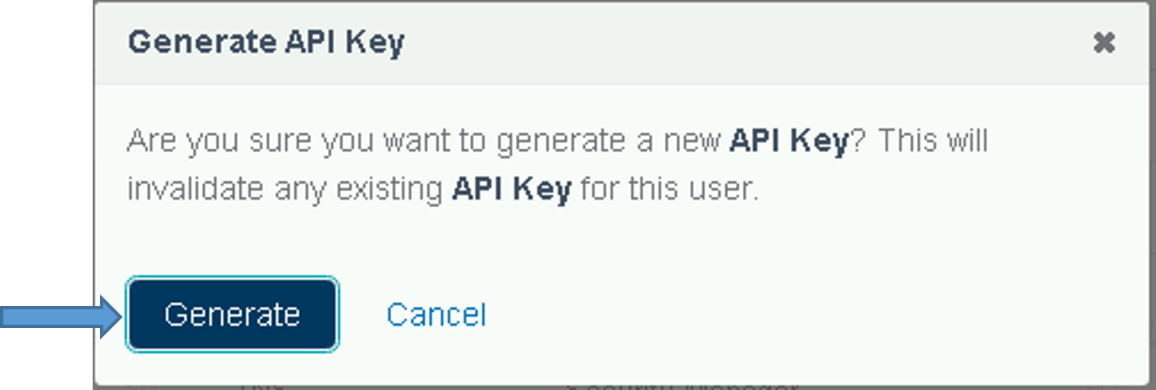 Generate API Key
Are you sure you want to generate a new API Key? This will
invalidate any existing API Key for this user.
Generate
Cancel